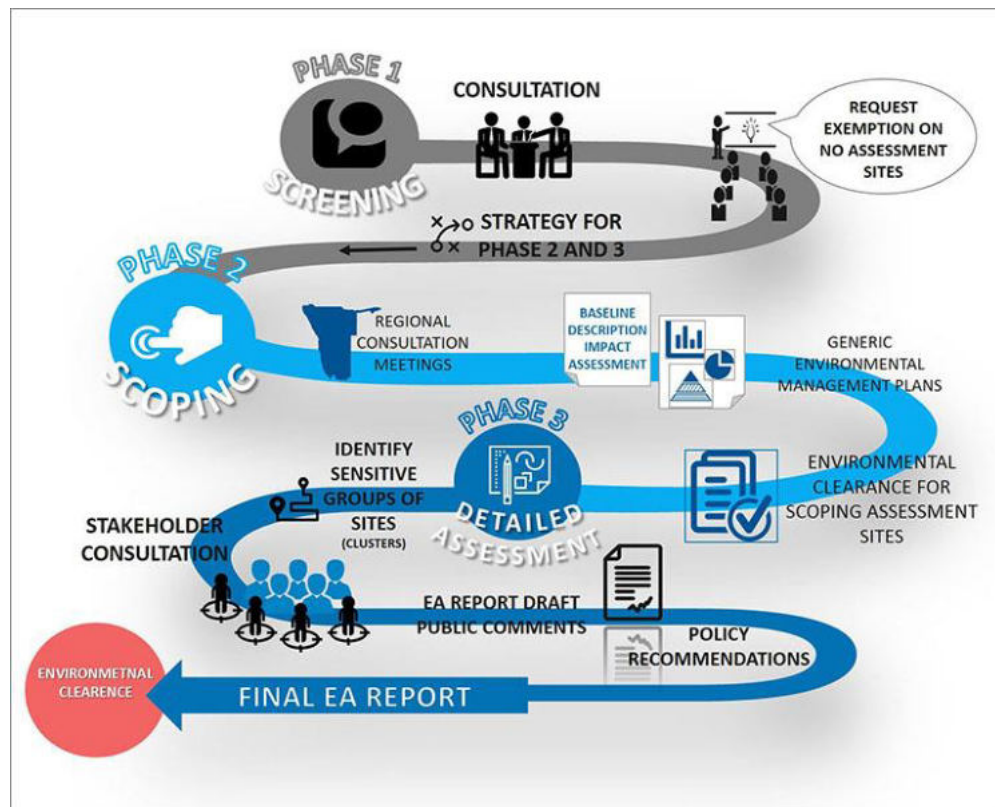 PHASE 1
SCREENING
CONSULTATION
REQUEST
EXEMPTION ON
NO ASSESSMENT
SITES
STRATEGY FOR
PHASE 2 AND 3
PHASE 2
SCOPING
REGIONAL
CONSULTATION
MEETINGS
BASELINE
DESCRIPTION
IMPACT
ASSESSMENT
GENERIC
ENVIRONMENTAL
MANAGEMENT PLANS
ENVIRONMENTAL
CLEARANCE FOR
SCOPING ASSESSMENT
SITES
PHASE 3
DETAILED
ASSESSMENT
IDENTIFY
SENSITIVE
GROUPS OF
SITES
(CLUSTERS)
STAKEHOLDER
CONSULTATION
EA REPORT DRAFT
PUBLIC COMMENTS
POLICY
RECOMMENDATIONS
FINAL EA REPORT
ENVIRONMETNAL
CLEARENCE